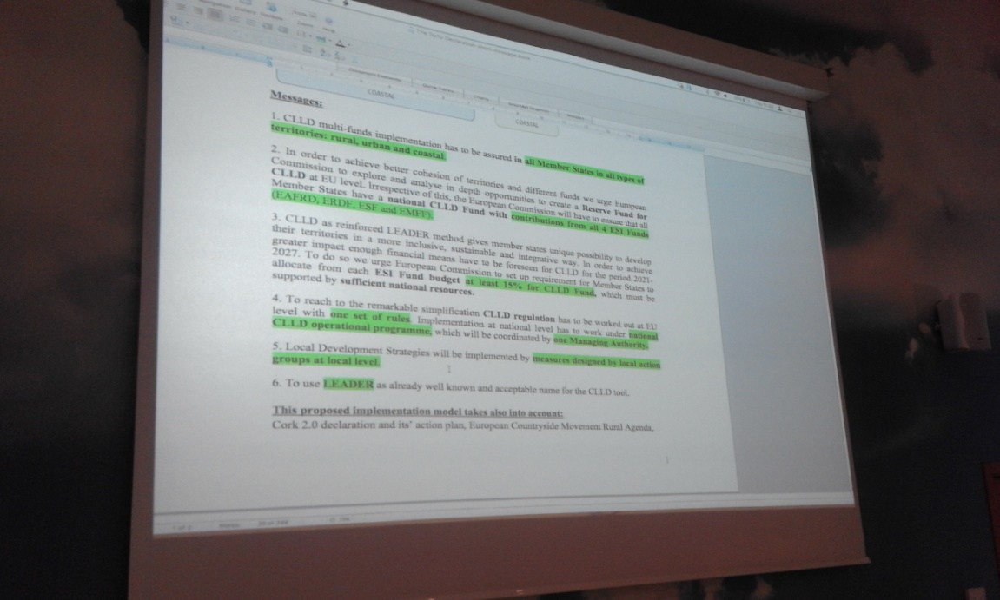 COASTAL
COASTAL
Messages:
1. CLLD multi-funds implementation has to be assured in all Member States in all types of
territories: rural, urban and coastal.
2. In order to achieve better cohesion of territories and different funds we urge European
Commission to explore and analyse in depth opportunities to create a Reserve Fund for
CLLD at EU level. Irrespective of this, the European Commission will have to ensure that all
Member States have a national CLLD Fund with contributions from all 4 ESI Funds
(EAFRD, ERDF, ESF and EMFF).
3. CLLD as reinforced LEADER method gives member states unique possibility to develop
their territories in a more inclusive, sustainable and integrative way. In order to achieve
greater impact enough financial means have to be foreseen for CLLD for the period 2021-
2027. To do so we urge European Commission to set up requirement for Member States to
allocate from each ESI Fund budget at least 15% for CLLD Fund, which must be
supported by sufficient national resources.
4. To reach to the remarkable simplification CLLD regulation has to be worked out at EU
level with one set of rules. Implementation at national level has to work under national
CLLD operational programme, which will be coordinated by one Managing Authority.
5. Local Development Strategies will be implemented by measures designed by local action
groups at local level.
6. To use LEADER as already well known and acceptable name for the CLLD tool.
This proposed implementation model takes also into account:
Cork 2.0 declaration and its' action plan, European Countryside Movement Rural Agenda,